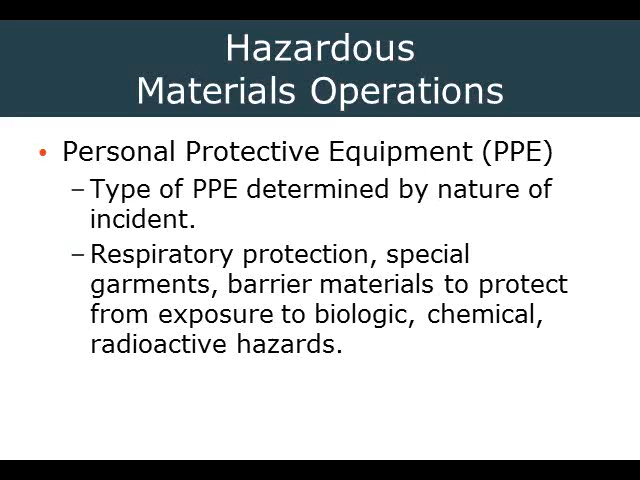 Hazardous
Materials Operations
• Personal Protective Equipment (PPE)
–Type of PPE determined by nature of
incident.
–Respiratory protection, special
garments, barrier materials to protect
from exposure to biologic, chemical,
radioactive hazards.